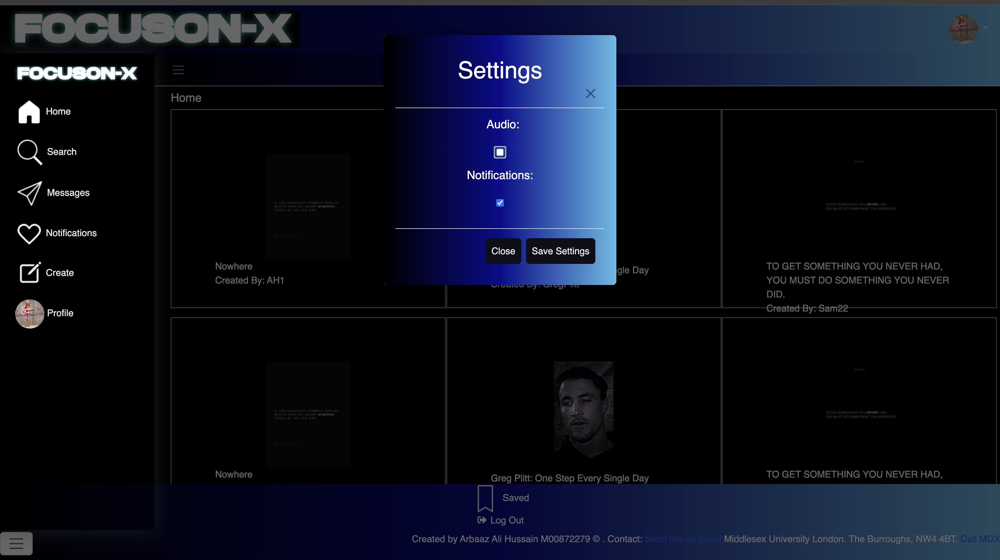 FOCUSON-X
FOCUSON-X
Home
Search
Messages
Notifications
Create
Profile
Home
Settings
Audio:
Notifications:
Close
Save Settings
IF YOU SURROUND YOURSELF WITH 10
PEOPLE WHO ARE GOING NOWHERE.
YOU'LL BE THE 11TH ONE.
Nowhere
Created By: AH1
gle Day
Created By: GregPlitt
TO GET SOMETHING YOU NEVER HAD,
YOU MUST DO SOMETHING YOU NEVER DID.
TO GET SOMETHING YOU NEVER HAD,
YOU MUST DO SOMETHING YOU NEVER
DID.
Created By: Sam22
IF YOU SURROUND YOURSELF WITH 10
PEOPLE WHO ARE GOING NOWHERE.
YOU'LL BE THE 11TH ONE.
Nowhere
Greg Plitt: One Step Every Single Day
TO GET SOMETHING YOU NEVER HAD,
YOU MUST DO SOMETHING YOU NEVER DID.
TO GET SOMETHING YOU NEVER HAD,
Saved
Log Out
Created by Arbaaz Ali Hussain M00872279 © . Contact: Send me an Email Middlesex University London. The Burroughs, NW4 4BT. Call MDX